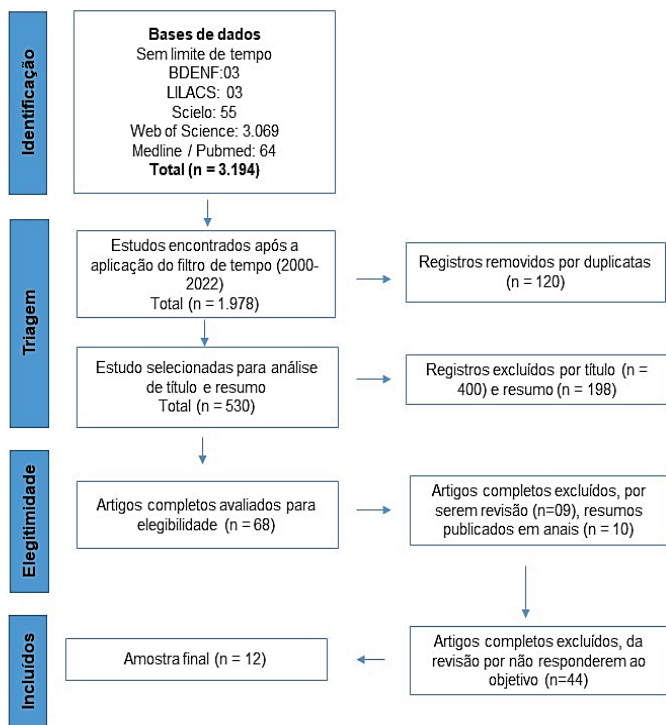 Identificação
Bases de dados
Sem limite de tempo
BDENF:03
LILACS: 03
Scielo: 55
Web of Science: 3.069
Medline / Pubmed: 64
Total (n = 3.194)
Triagem
Estudos encontrados após a
aplicação do filtro de tempo (2000-
2022)
Total (n = 1.978)
Registros removidos por duplicatas
(n = 120)
Estudo selecionadas para análise
de título e resumo
Total (n = 530)
Registros excluídos por título (n =
400) e resumo (n = 198)
Elegitimidade
Artigos completos avaliados para
elegibilidade (n = 68)
Artigos completos excluídos, por
serem revisão (n=09), resumos
publicados em anais (n = 10)
Incluídos
Amostra final (n = 12)
Artigos completos excluídos, da
revisão por não responderem ao
objetivo (n=44)